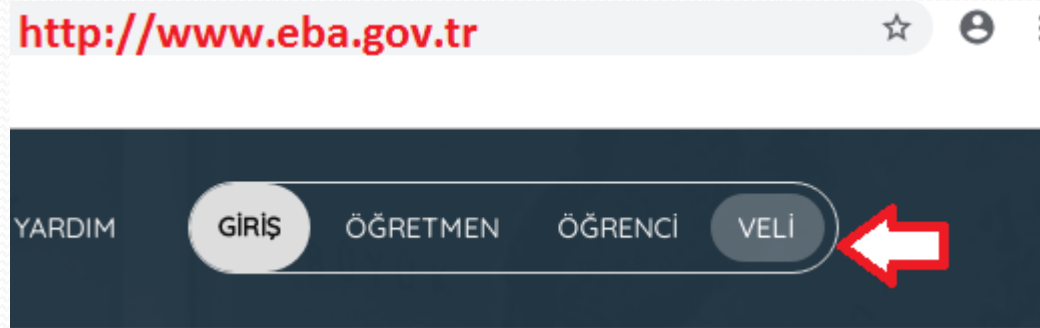 http://www.eba.gov.tr
YARDIM GİRİŞ ÖĞRETMEN ÖĞRENCİ VELİ